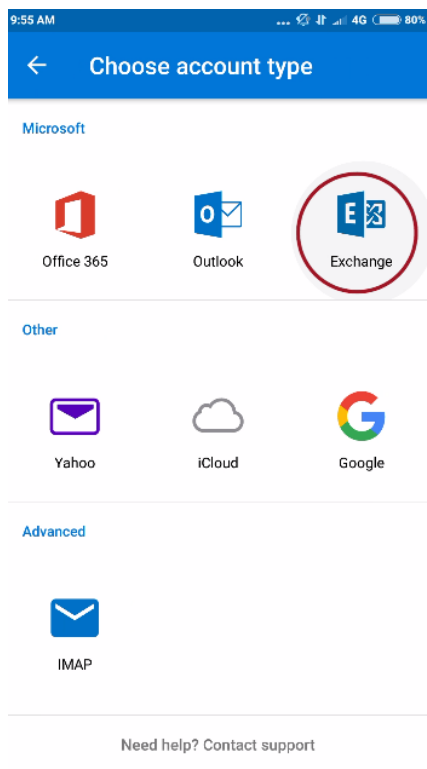 9:55 AM ... 4G 80%
Choose account type
Microsoft
Office 365 Outlook Exchange
Other
Yahoo iCloud Google
Advanced
IMAP
Need help? Contact support